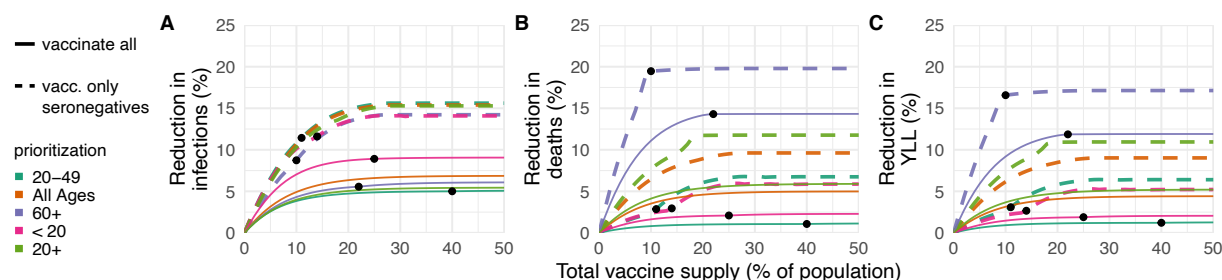 vaccinate all
vacc. only
seronegatives
prioritization
20–49
All Ages
60+
< 20
20+
A
Reduction in
infections (%)
25
20
15
10
5
0
0 10 20 30 40 50
B
Reduction in
deaths (%)
25
20
15
10
5
0
0 10 20 30 40 50
C
Reduction in
YLL (%)
25
20
15
10
5
0
0 10 20 30 40 50
Total vaccine supply (% of population)